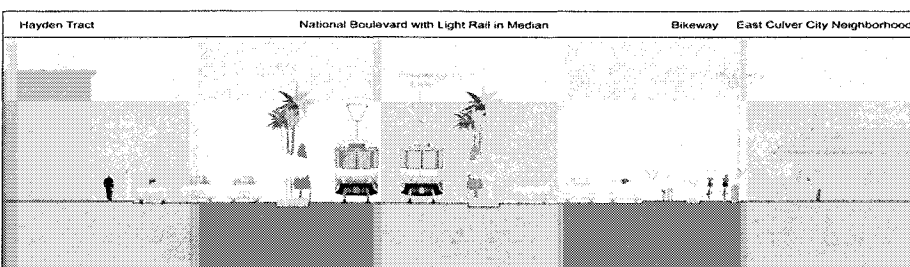 Hayden Tract
National Boulevard with Light Rail in Median
Bikeway
East Culver City Neighborhood